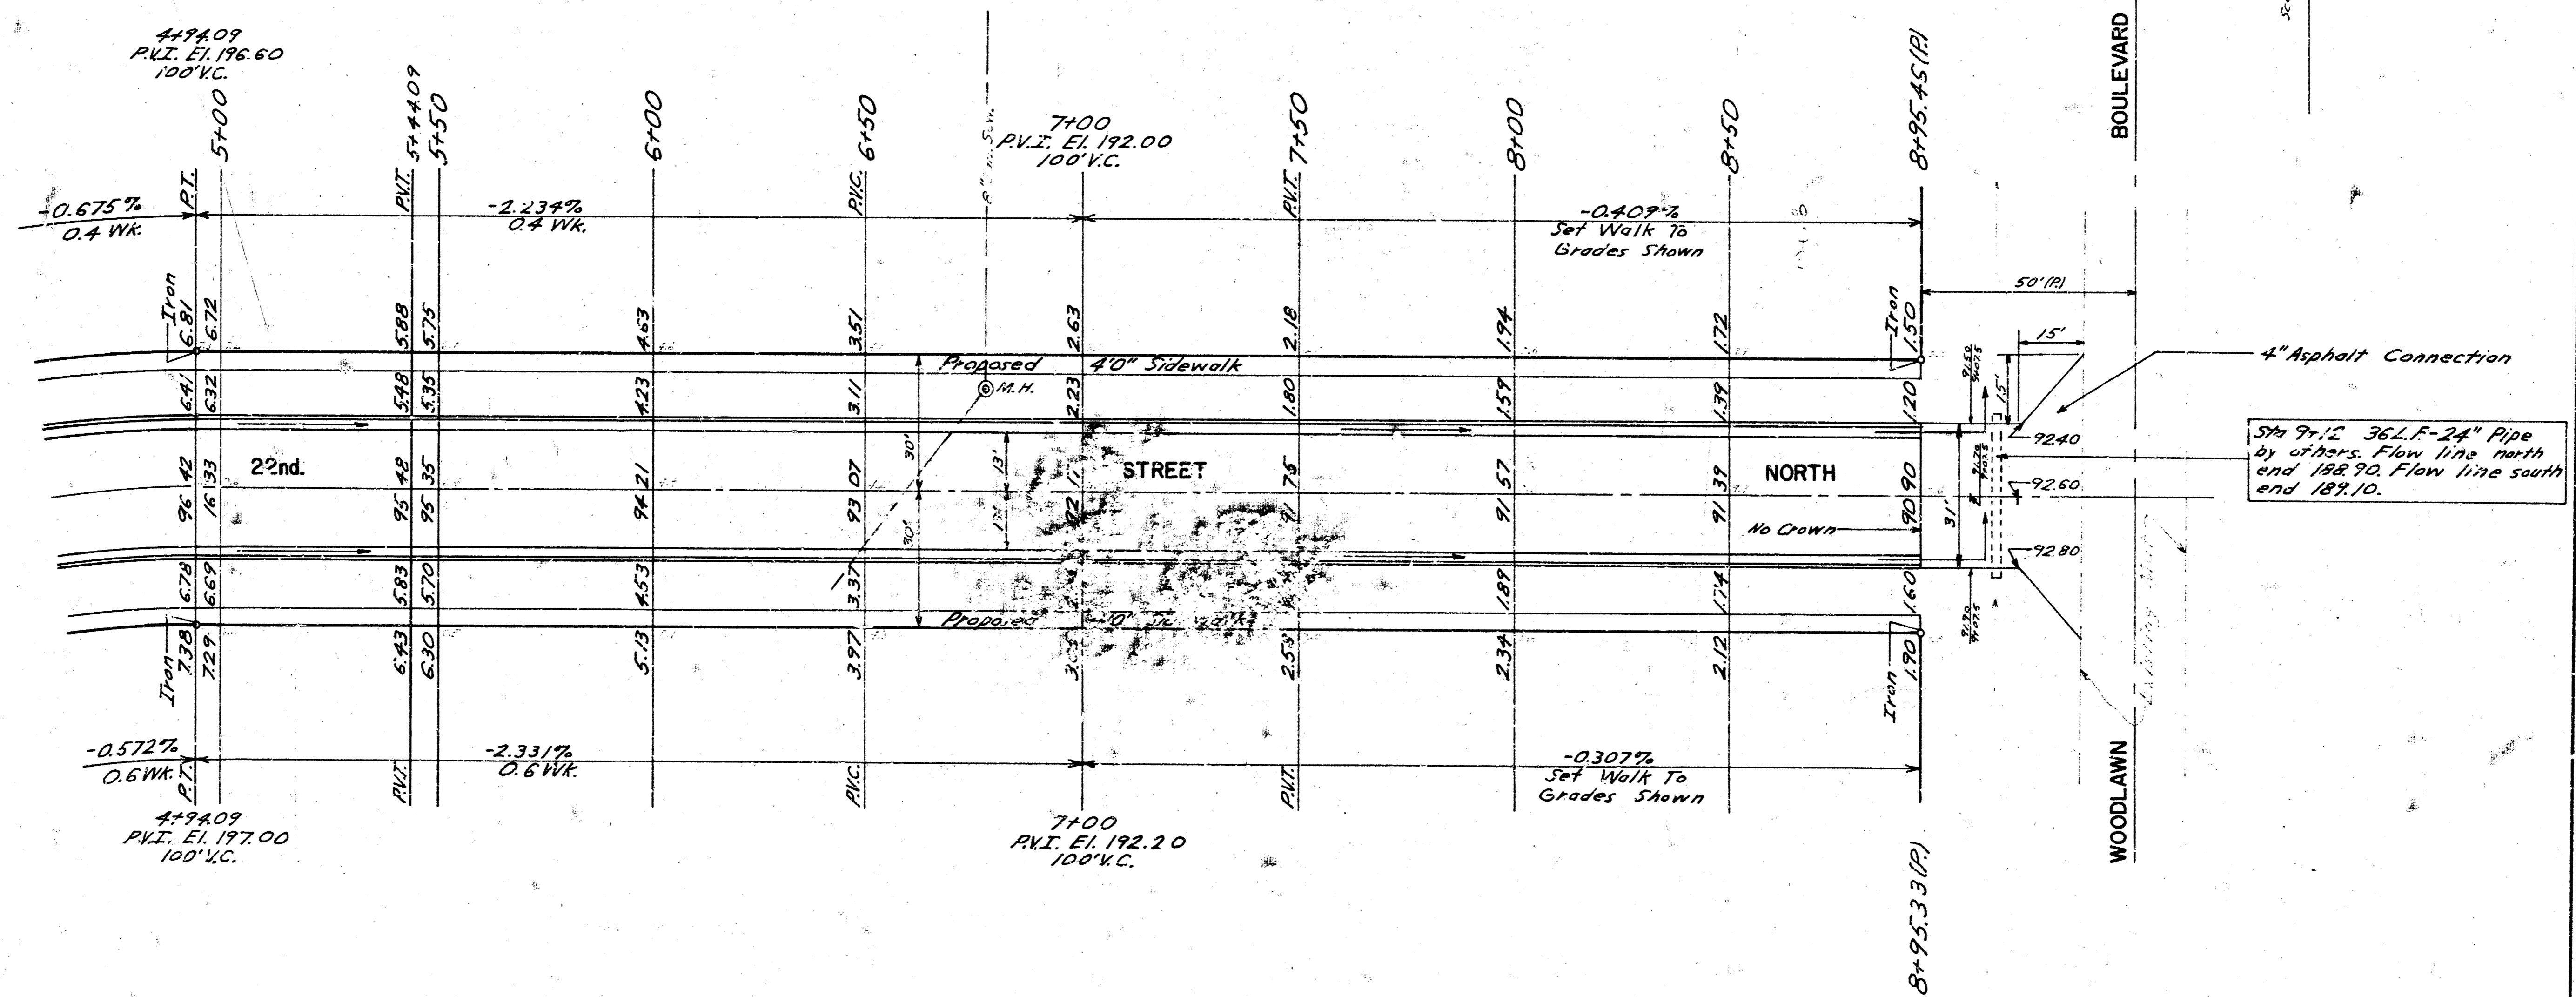 4+94.09
P.V.I. El. 196.60
100' V.C.
5+00
5+44.09
5+50
6+00
6+50
7+00
P.V.I. El. 192.00
100' V.C.
7+50
8+00
8+50
8+95.45 (P.)
BOULEVARD
P.T.
P.V.T.
P.V.C.
P.V.T.
-0.675%
0.4 Wk.
-2.234%
0.4 Wk.
-0.409%
Set Walk To
Grades Shown
50' (P.)
15'
15'
Iron
6.81
6.72
5.88
5.75
4.63
3.51
2.63
2.18
1.94
1.72
Iron
1.50
Proposed 4'0" Sidewalk
M.H.
4" Asphalt Connection
6.41
6.32
5.48
5.35
4.23
3.11
2.23
1.80
1.59
1.39
1.20
30'
13'
92.40
Sta 9+12 36 L.F.-24" Pipe
by others. Flow line north
end 188.90. Flow line south
end 189.10.
22nd.
STREET
NORTH
96 42
16 33
95 48
95 35
94 21
93 07
91 75
91 57
91 39
90 90
92.60
31'
30'
No Crown
92.80
6.78
6.69
5.83
5.70
4.53
3.37
1.89
1.74
1.60
Proposed
7.38
7.29
6.43
6.30
5.13
3.97
2.34
2.12
1.90
Iron
Iron
-0.572%
0.6 Wk.
-2.331%
0.6 Wk.
-0.307%
Set Walk To
Grades Shown
P.T.
P.V.T.
P.V.C.
P.V.T.
4+94.09
P.V.I. El. 197.00
100' V.C.
7+00
P.V.I. El. 192.20
100' V.C.
8+95.33 (P.)
WOODLAWN